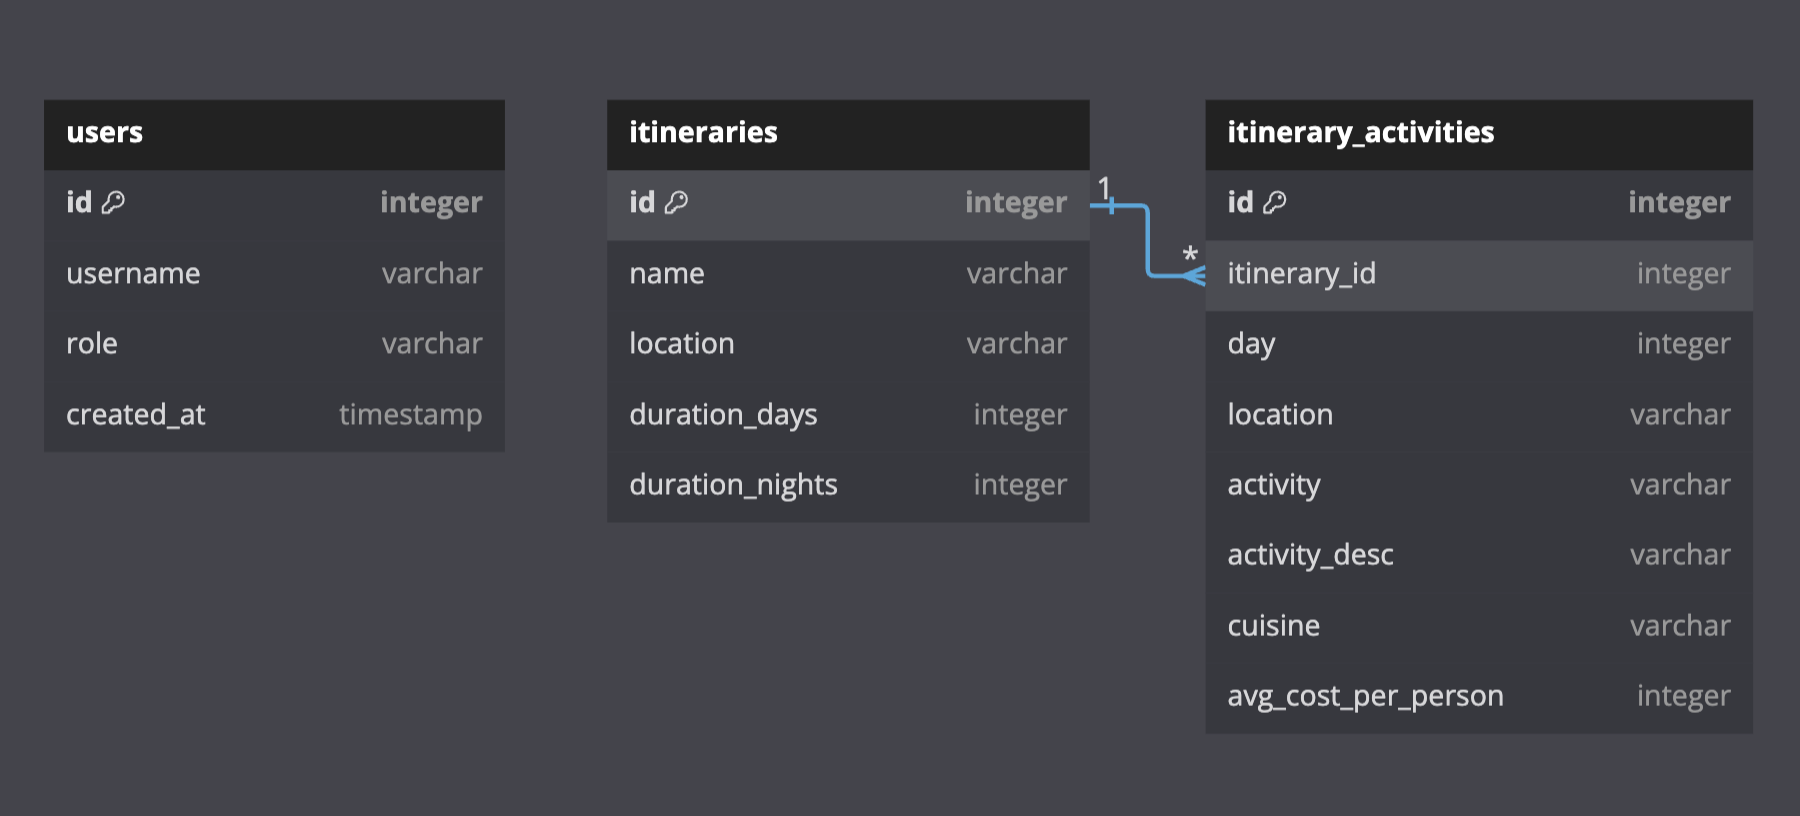 users
id integer
username varchar
role varchar
created_at timestamp
itineraries
id integer
name varchar
location varchar
duration_days integer
duration_nights integer
1
*
itinerary_activities
id integer
itinerary_id integer
day integer
location varchar
activity varchar
activity_desc varchar
cuisine varchar
avg_cost_per_person integer